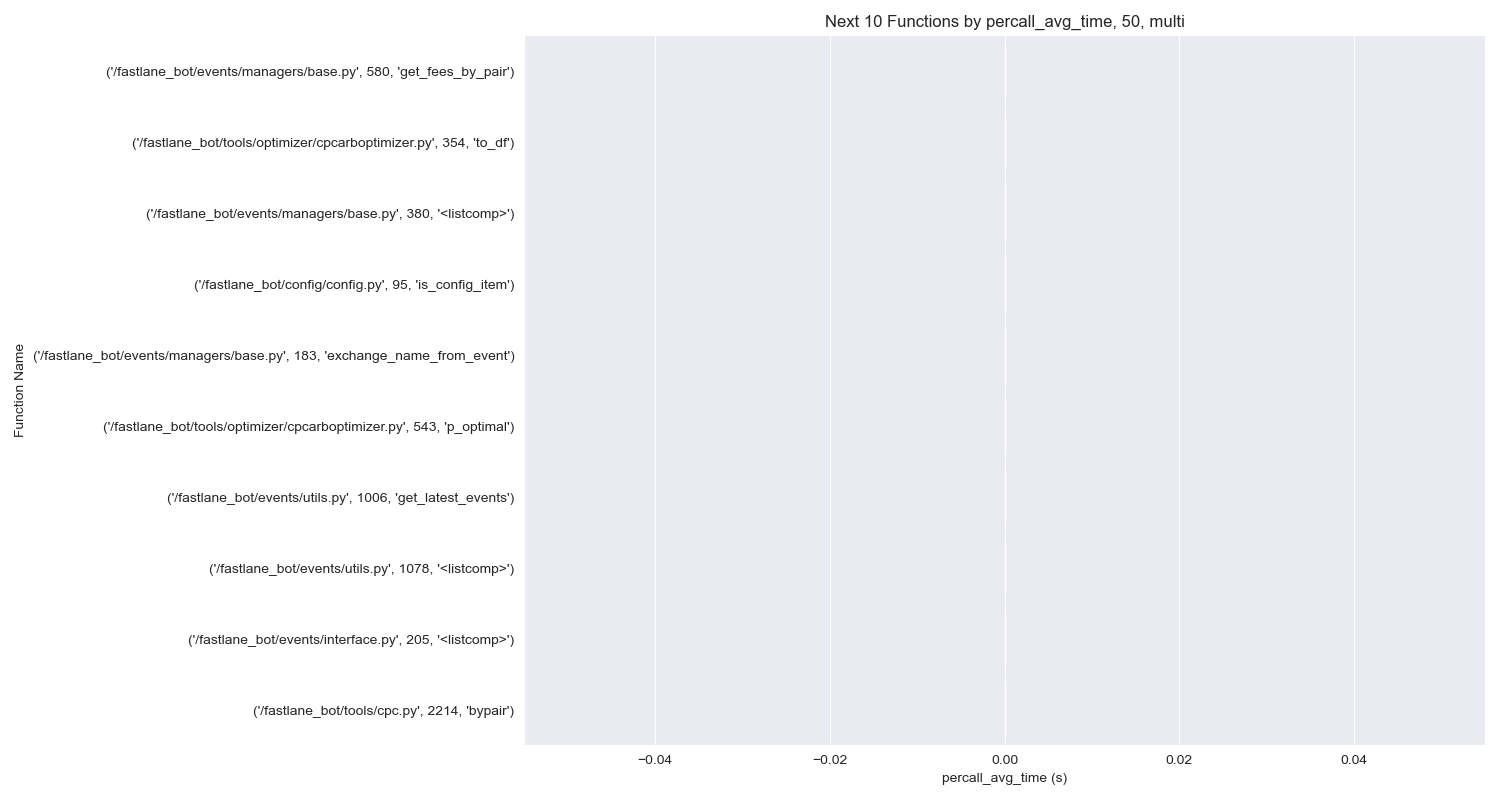 Next 10 Functions by percall_avg_time, 50, multi
Function Name
('/fastlane_bot/events/managers/base.py', 580, 'get_fees_by_pair')
('/fastlane_bot/tools/optimizer/cpcarboptimizer.py', 354, 'to_df')
('/fastlane_bot/events/managers/base.py', 380, '<listcomp>')
('/fastlane_bot/config/config.py', 95, 'is_config_item')
('/fastlane_bot/events/managers/base.py', 183, 'exchange_name_from_event')
('/fastlane_bot/tools/optimizer/cpcarboptimizer.py', 543, 'p_optimal')
('/fastlane_bot/events/utils.py', 1006, 'get_latest_events')
('/fastlane_bot/events/utils.py', 1078, '<listcomp>')
('/fastlane_bot/events/interface.py', 205, '<listcomp>')
('/fastlane_bot/tools/cpc.py', 2214, 'bypair')
−0.04 −0.02 0.00 0.02 0.04
percall_avg_time (s)